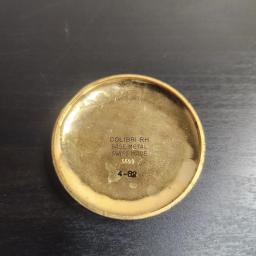 COLIBRI RH
BASE METAL
SWISS MADE
4-82